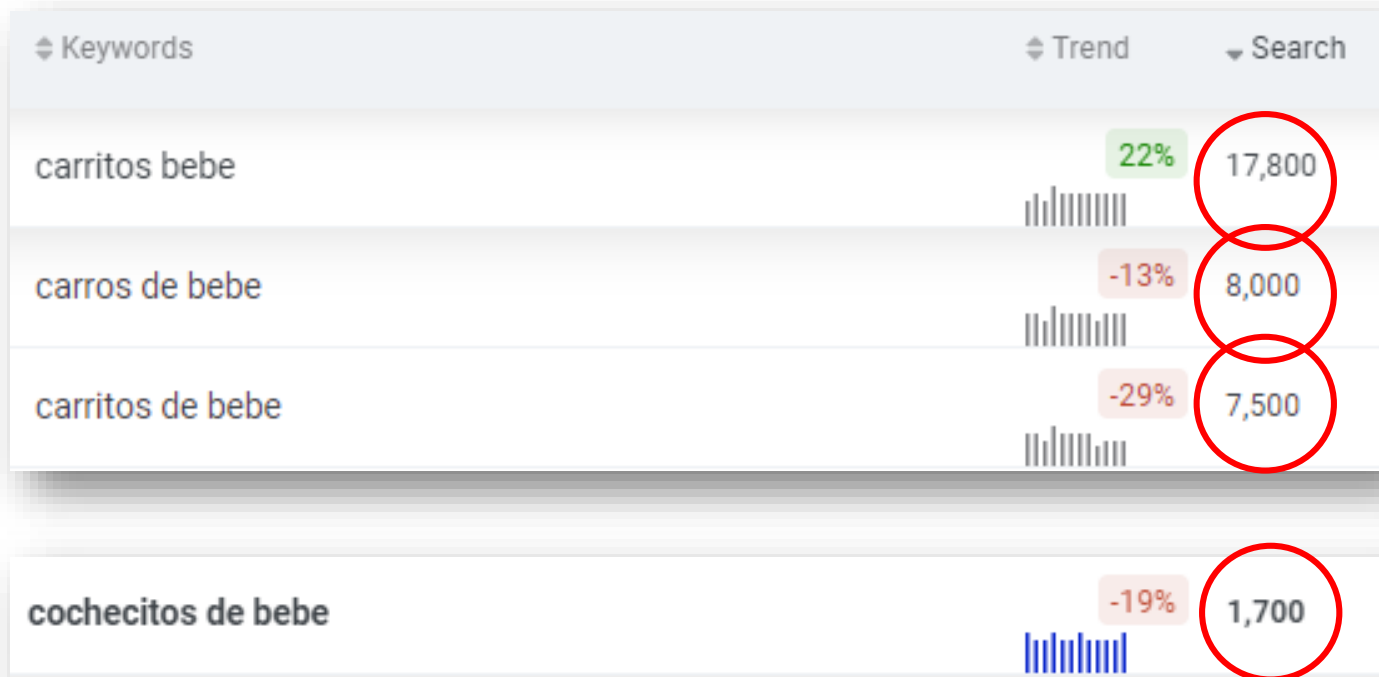 Keywords Trend Search
carritos bebe 22% 17,800
carros de bebe -13% 8,000
carritos de bebe -29% 7,500
cochecitos de bebe -19% 1,700